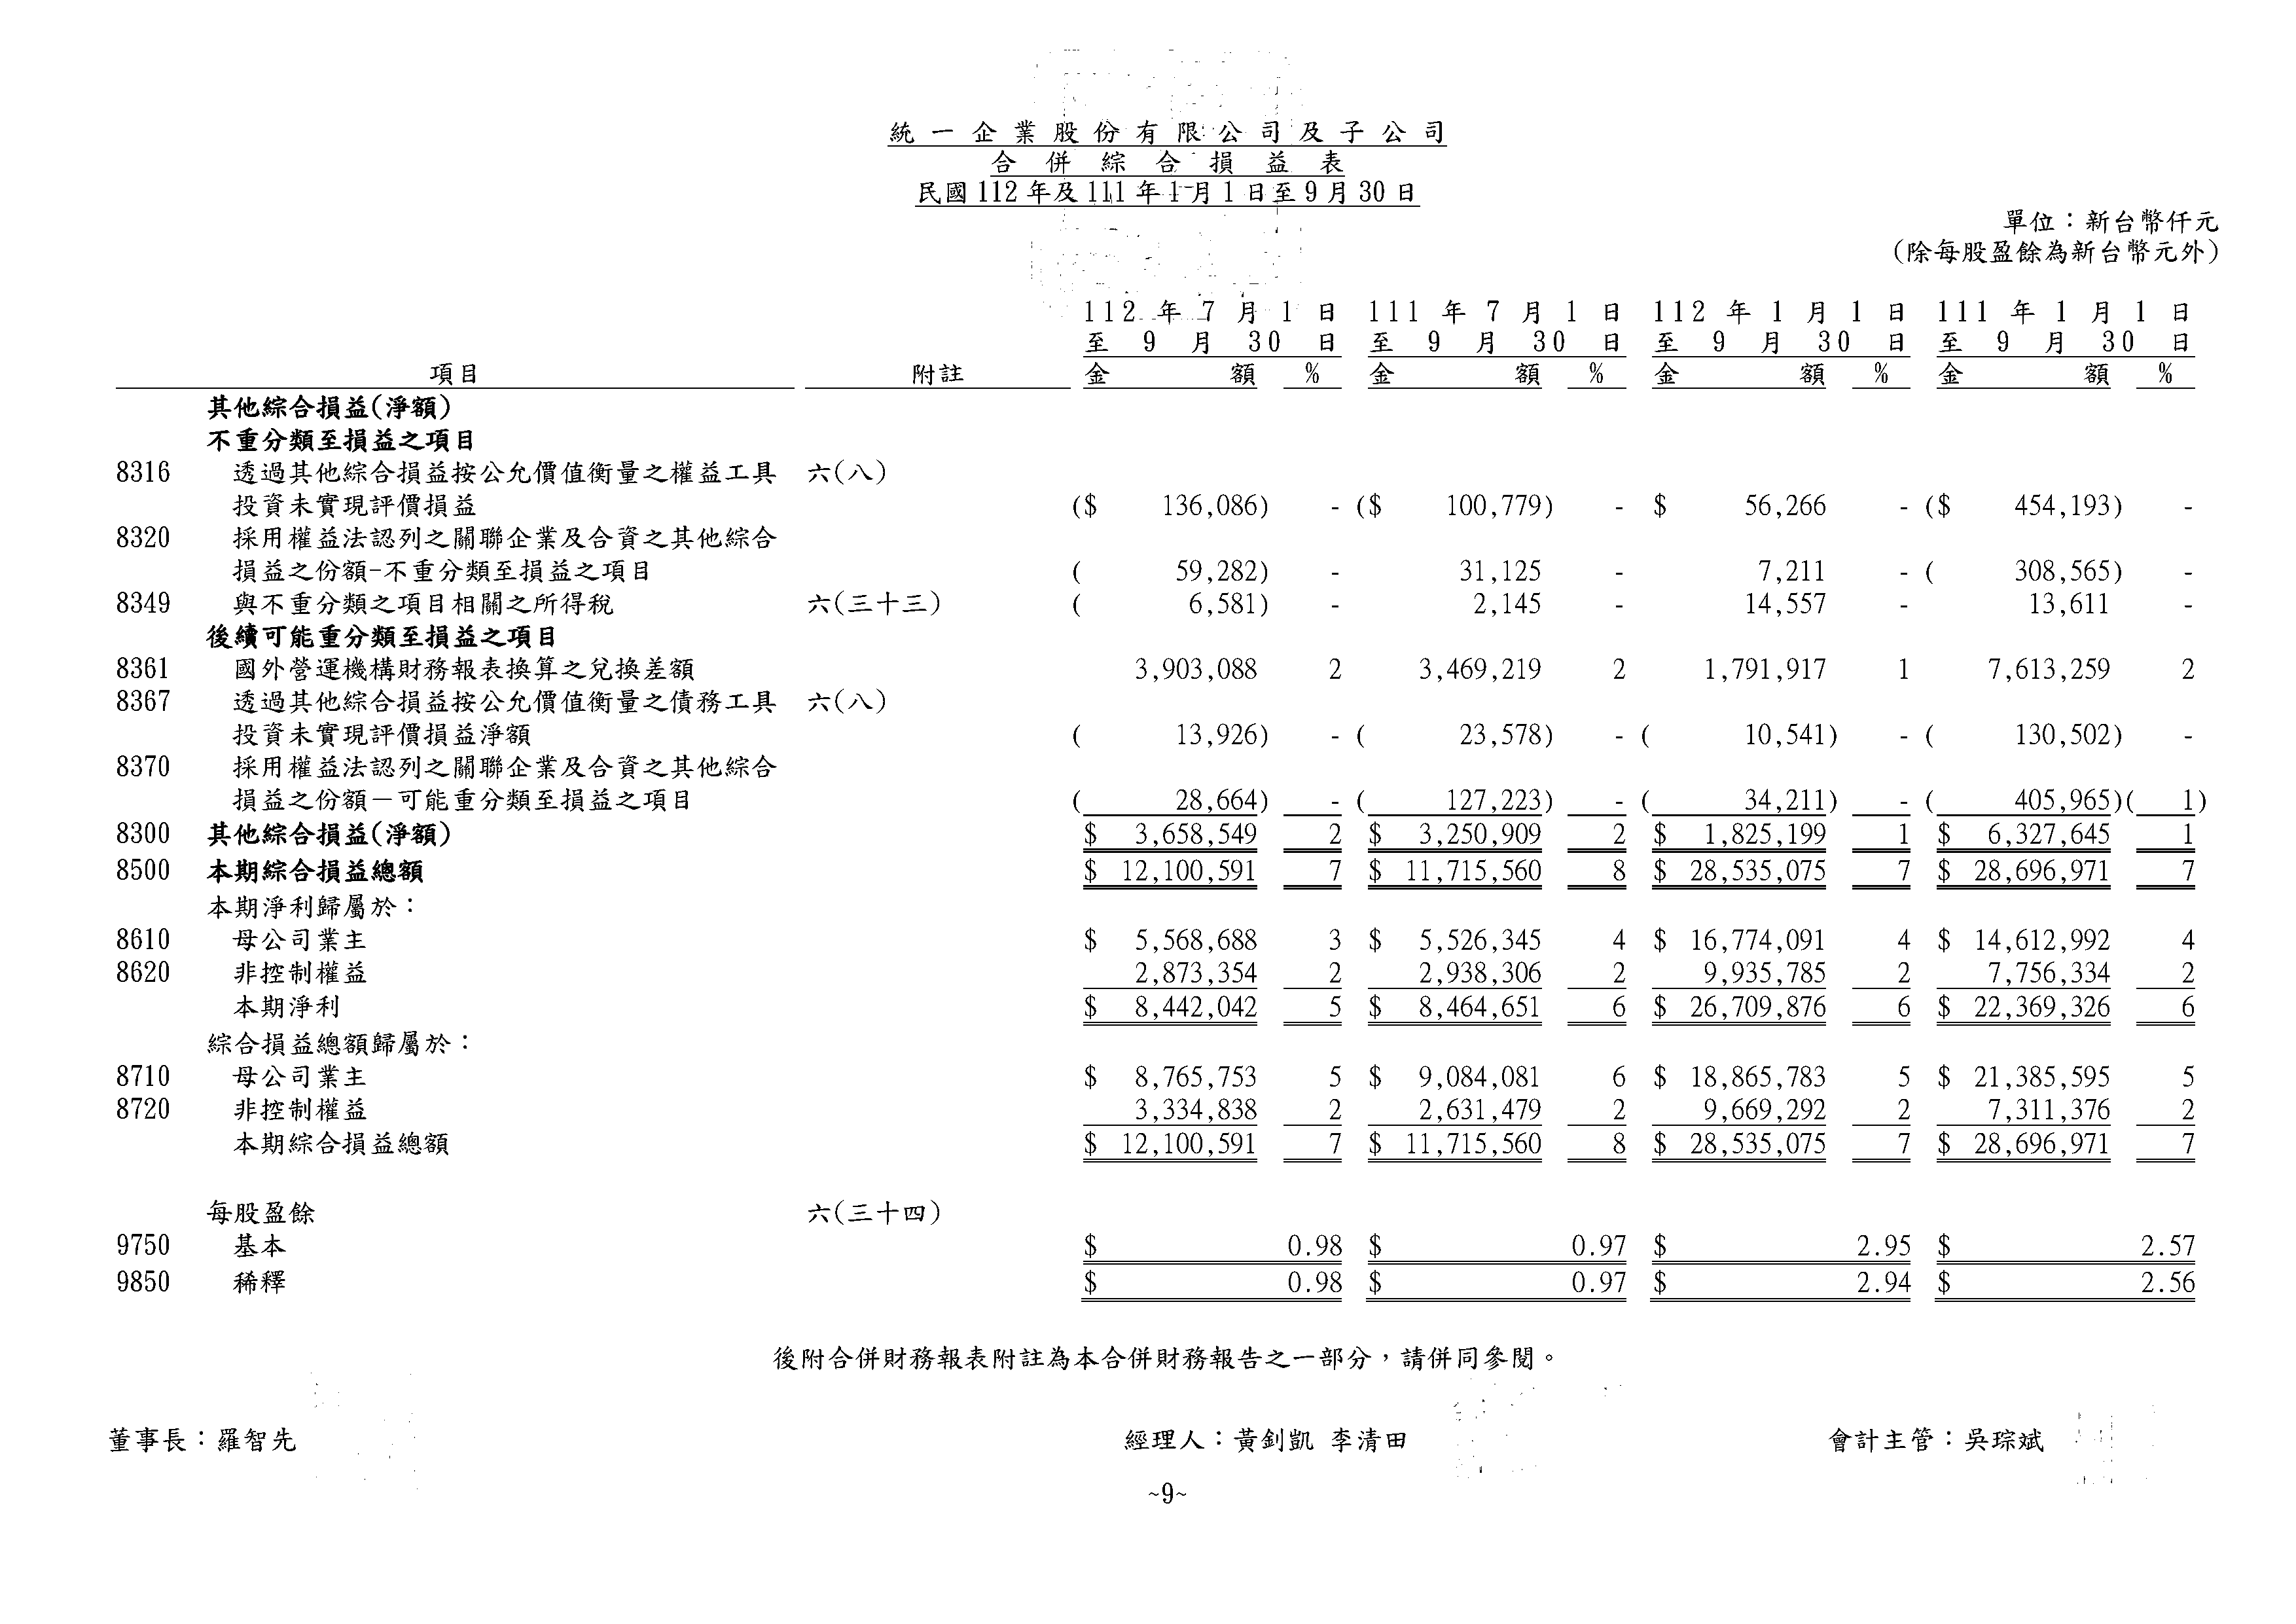 統一企業股份有限公司及子公司
合併綜合損益表
民國112年及111年1月1日至9月30日
單位：新台幣仟元
(除每股盈餘為新台幣元外)
112年7月1日 111年7月1日 112年1月1日 111年1月1日
至9月30日 至9月30日 至9月30日 至9月30日
項目 附註 金額 % 金額 % 金額 % 金額 %
其他綜合損益(淨額)
不重分類至損益之項目
8316 透過其他綜合損益按公允價值衡量之權益工具 六(八)
投資未實現評價損益 ($ 136,086) - ($ 100,779) - $ 56,266 - ($ 454,193) -
8320 採用權益法認列之關聯企業及合資之其他綜合
損益之份額-不重分類至損益之項目 ( 59,282) - 31,125 - 7,211 - ( 308,565) -
8349 與不重分類之項目相關之所得稅 六(三十三) ( 6,581) - 2,145 - 14,557 - 13,611 -
後續可能重分類至損益之項目
8361 國外營運機構財務報表換算之兌換差額 3,903,088 2 3,469,219 2 1,791,917 1 7,613,259 2
8367 透過其他綜合損益按公允價值衡量之債務工具 六(八)
投資未實現評價損益淨額 ( 13,926) - ( 23,578) - ( 10,541) - ( 130,502) -
8370 採用權益法認列之關聯企業及合資之其他綜合
損益之份額－可能重分類至損益之項目 ( 28,664) - ( 127,223) - ( 34,211) - ( 405,965)( 1)
8300 其他綜合損益(淨額) $ 3,658,549 2 $ 3,250,909 2 $ 1,825,199 1 $ 6,327,645 1
8500 本期綜合損益總額 $ 12,100,591 7 $ 11,715,560 8 $ 28,535,075 7 $ 28,696,971 7
本期淨利歸屬於：
8610 母公司業主 $ 5,568,688 3 $ 5,526,345 4 $ 16,774,091 4 $ 14,612,992 4
8620 非控制權益 2,873,354 2 2,938,306 2 9,935,785 2 7,756,334 2
本期淨利 $ 8,442,042 5 $ 8,464,651 6 $ 26,709,876 6 $ 22,369,326 6
綜合損益總額歸屬於：
8710 母公司業主 $ 8,765,753 5 $ 9,084,081 6 $ 18,865,783 5 $ 21,385,595 5
8720 非控制權益 3,334,838 2 2,631,479 2 9,669,292 2 7,311,376 2
本期綜合損益總額 $ 12,100,591 7 $ 11,715,560 8 $ 28,535,075 7 $ 28,696,971 7
每股盈餘 六(三十四)
9750 基本 $ 0.98 $ 0.97 $ 2.95 $ 2.57
9850 稀釋 $ 0.98 $ 0.97 $ 2.94 $ 2.56
後附合併財務報表附註為本合併財務報告之一部分，請併同參閱。
董事長：羅智先 經理人：黃釗凱 李清田 會計主管：吳琮斌
~9~